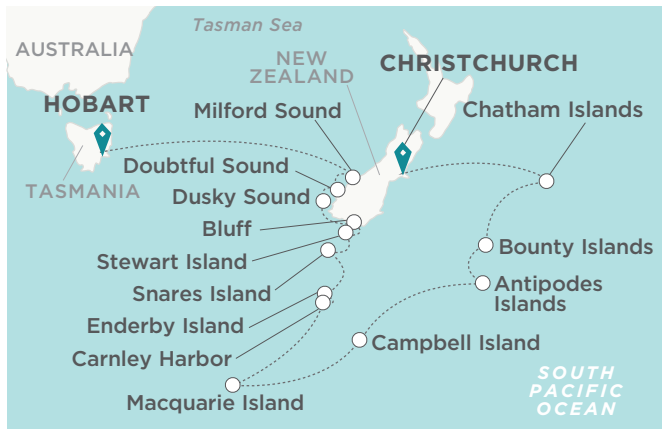 Tasman Sea
AUSTRALIA
NEW
ZEALAND
CHRISTCHURCH
HOBART
Milford Sound
Chatham Islands
Doubtful Sound
TASMANIA
Dusky Sound
Bluff
Bounty Islands
Stewart Island
Antipodes
Islands
Snares Island
Enderby Island
Campbell Island
Carnley Harbor
Macquarie Island
SOUTH
PACIFIC
OCEAN